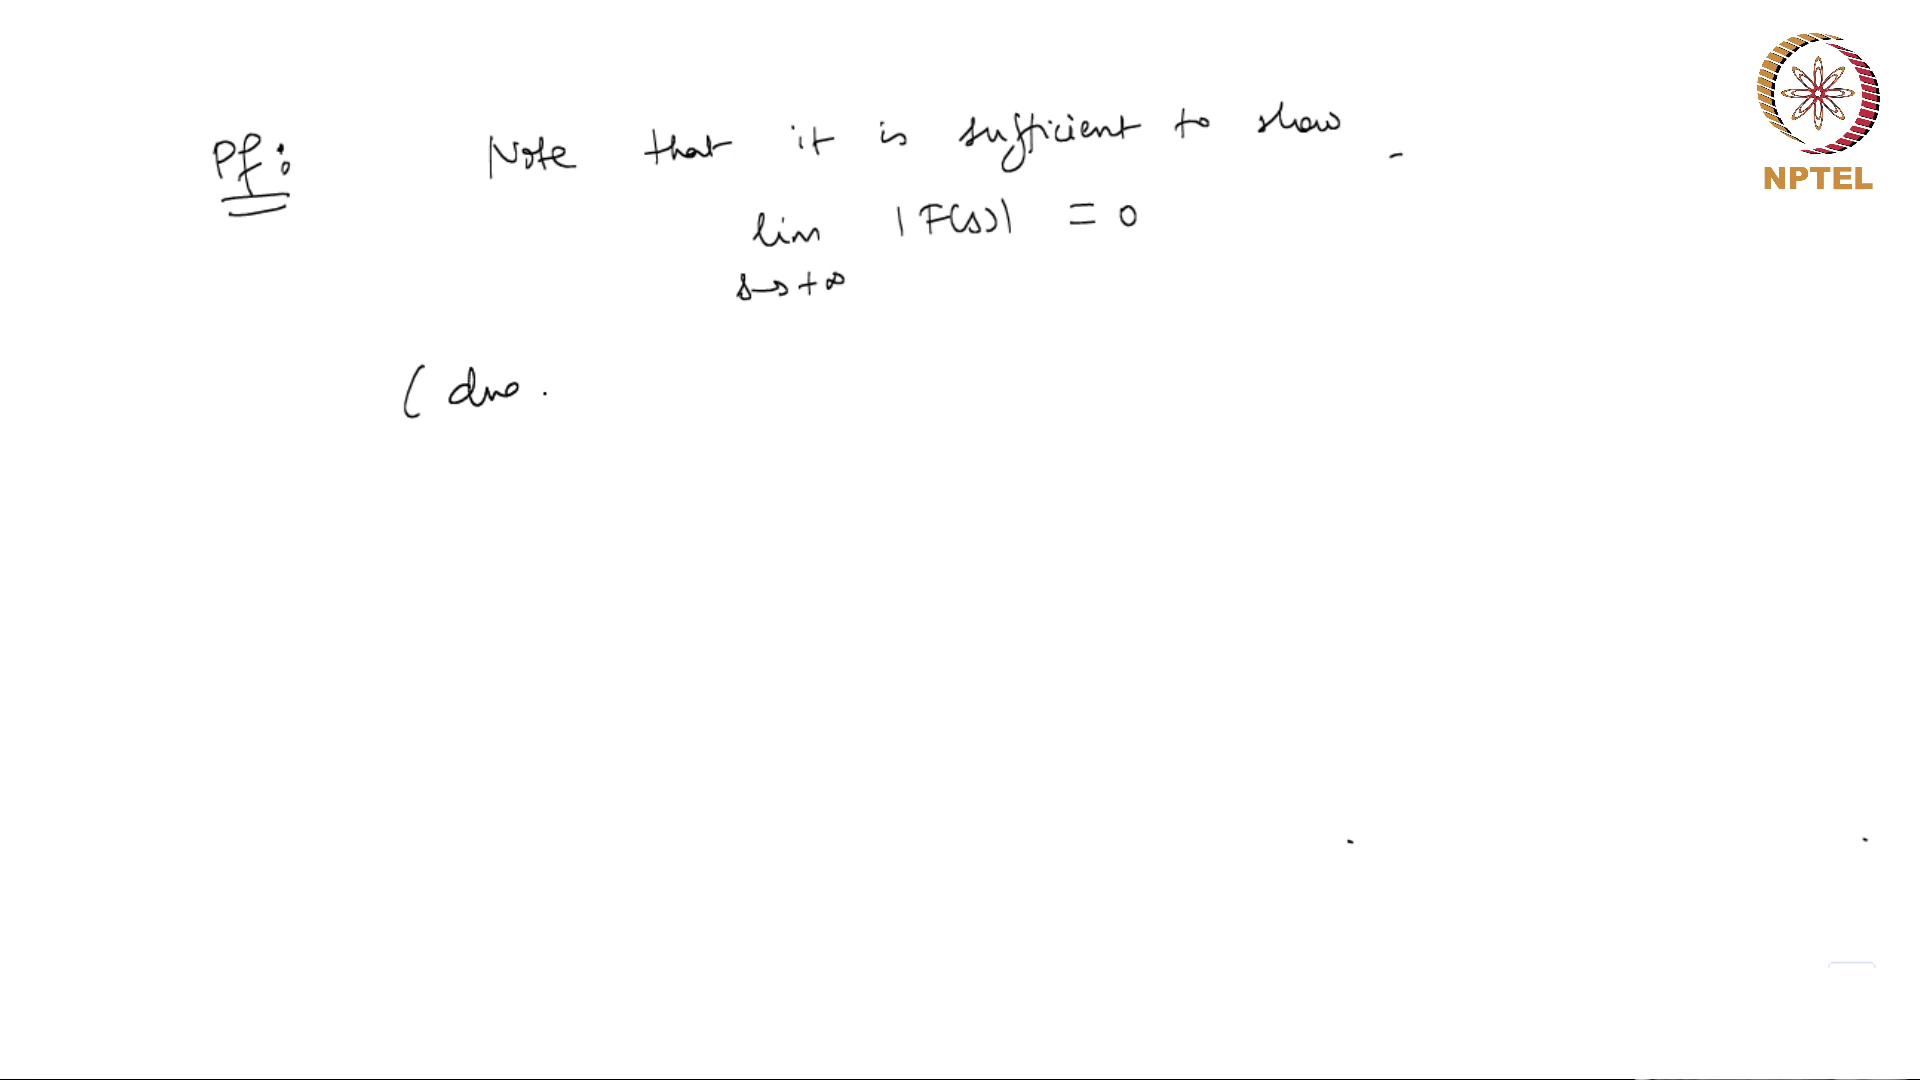 Pf: Note that it is sufficient to show
lim |F(s)| = 0
s→+∞
(due.
NPTEL